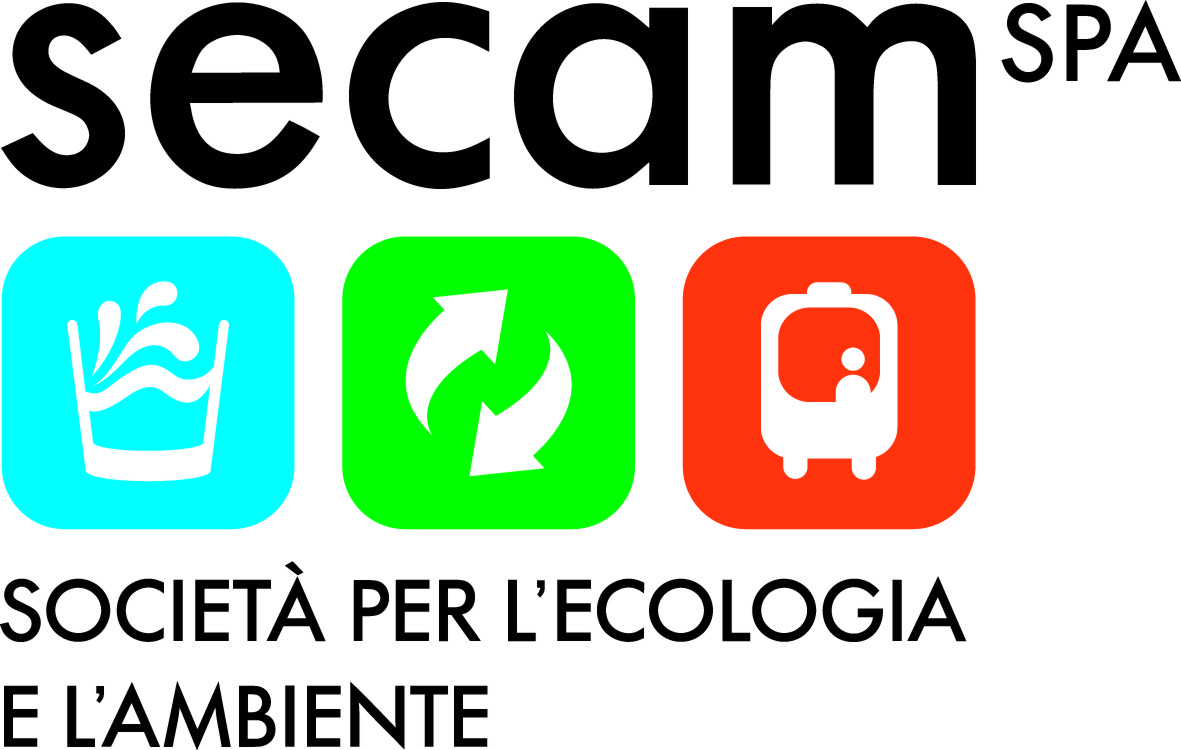 secam SPA
SOCIETÀ PER L’ECOLOGIA
E L’AMBIENTE